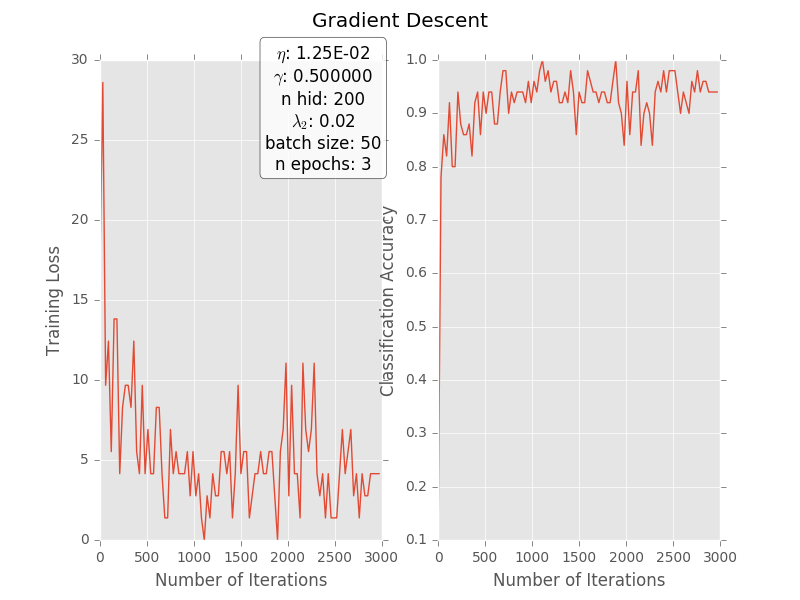 Gradient Descent
η: 1.25E-02
γ: 0.500000
n hid: 200
λ₂: 0.02
batch size: 50
n epochs: 3
Training Loss
30
25
20
15
10
5
0
0 500 1000 1500 2000 2500 3000
Number of Iterations
Classification Accuracy
1.0
0.9
0.8
0.7
0.6
0.5
0.4
0.3
0.2
0.1
0 500 1000 1500 2000 2500 3000
Number of Iterations